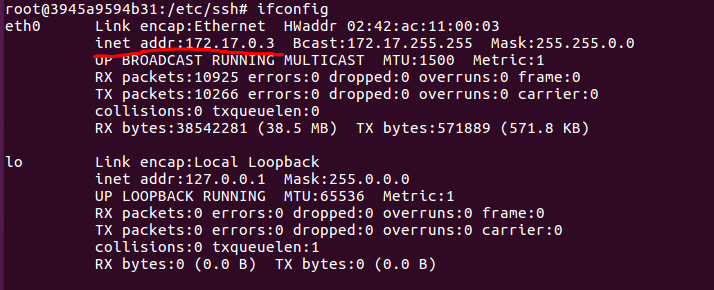 root@3945a9594b31:/etc/ssh# ifconfig
eth0      Link encap:Ethernet  HWaddr 02:42:ac:11:00:03
          inet addr:172.17.0.3  Bcast:172.17.255.255  Mask:255.255.0.0
          UP BROADCAST RUNNING MULTICAST  MTU:1500  Metric:1
          RX packets:10925 errors:0 dropped:0 overruns:0 frame:0
          TX packets:10266 errors:0 dropped:0 overruns:0 carrier:0
          collisions:0 txqueuelen:0
          RX bytes:38542281 (38.5 MB)  TX bytes:571889 (571.8 KB)
lo        Link encap:Local Loopback
          inet addr:127.0.0.1  Mask:255.0.0.0
          UP LOOPBACK RUNNING  MTU:65536  Metric:1
          RX packets:0 errors:0 dropped:0 overruns:0 frame:0
          TX packets:0 errors:0 dropped:0 overruns:0 carrier:0
          collisions:0 txqueuelen:1
          RX bytes:0 (0.0 B)  TX bytes:0 (0.0 B)